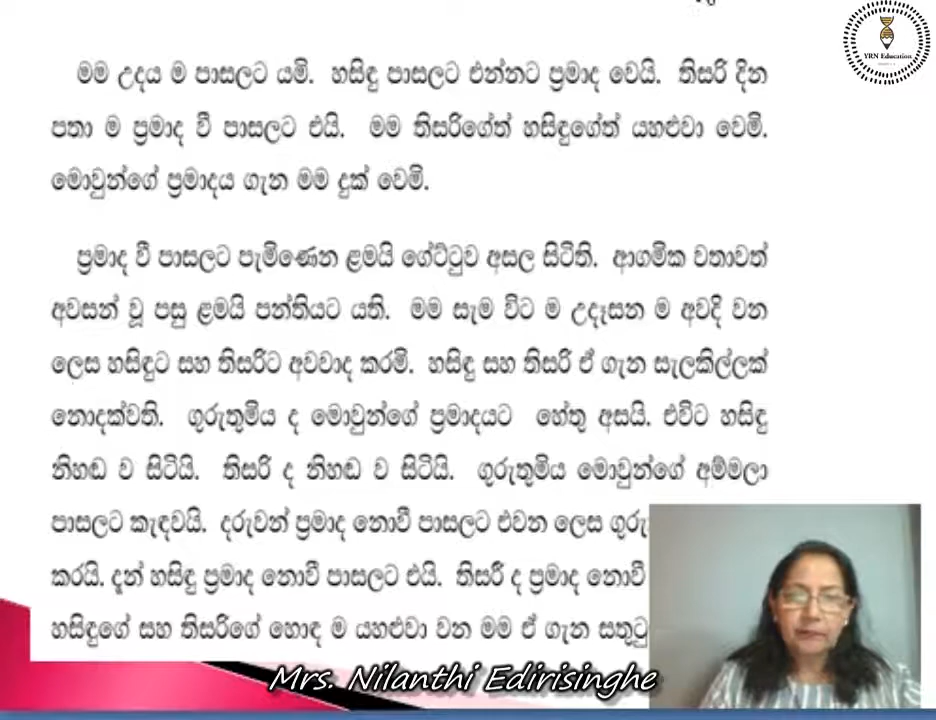 YRN Education
මම උදය ම පාසලට යමි. හසිඳු පාසලට එන්නට ප්‍රමාද වෙයි. තිසරි දින
පතා ම ප්‍රමාද වී පාසලට එයි. මම තිසරිගේත් හසිඳුගේත් යහළුවා වෙමි.
මොවුන්ගේ ප්‍රමාදය ගැන මම දුක් වෙමි.
ප්‍රමාද වී පාසලට පැමිණෙන ළමයි ගේට්ටුව අසල සිටිති. ආගමික වතාවත්
අවසන් වූ පසු ළමයි පන්තියට යති. මම සැම විට ම උදෑසන ම අවදි වන
ලෙස හසිඳුට සහ තිසරිට අවවාද කරමි. හසිඳු සහ තිසරි ඒ ගැන සැලකිල්ලක්
නොදක්වති. ගුරුතුමිය ද මොවුන්ගේ ප්‍රමාදයට හේතු අසයි. එවිට හසිඳු
නිහඬ ව සිටියි. තිසරි ද නිහඬ ව සිටියි. ගුරුතුමිය මොවුන්ගේ අම්මලා
පාසලට කැඳවයි. දරුවන් ප්‍රමාද නොවී පාසලට එවන ලෙස ගුරු
කරයි. දැන් හසිඳු ප්‍රමාද නොවී පාසලට එයි. තිසරී ද ප්‍රමාද නොවී
හසිඳුගේ සහ තිසරිගේ හොඳ ම යහළුවා වන මම ඒ ගැන සතුටු
Mrs. Nilanthi Edirisinghe